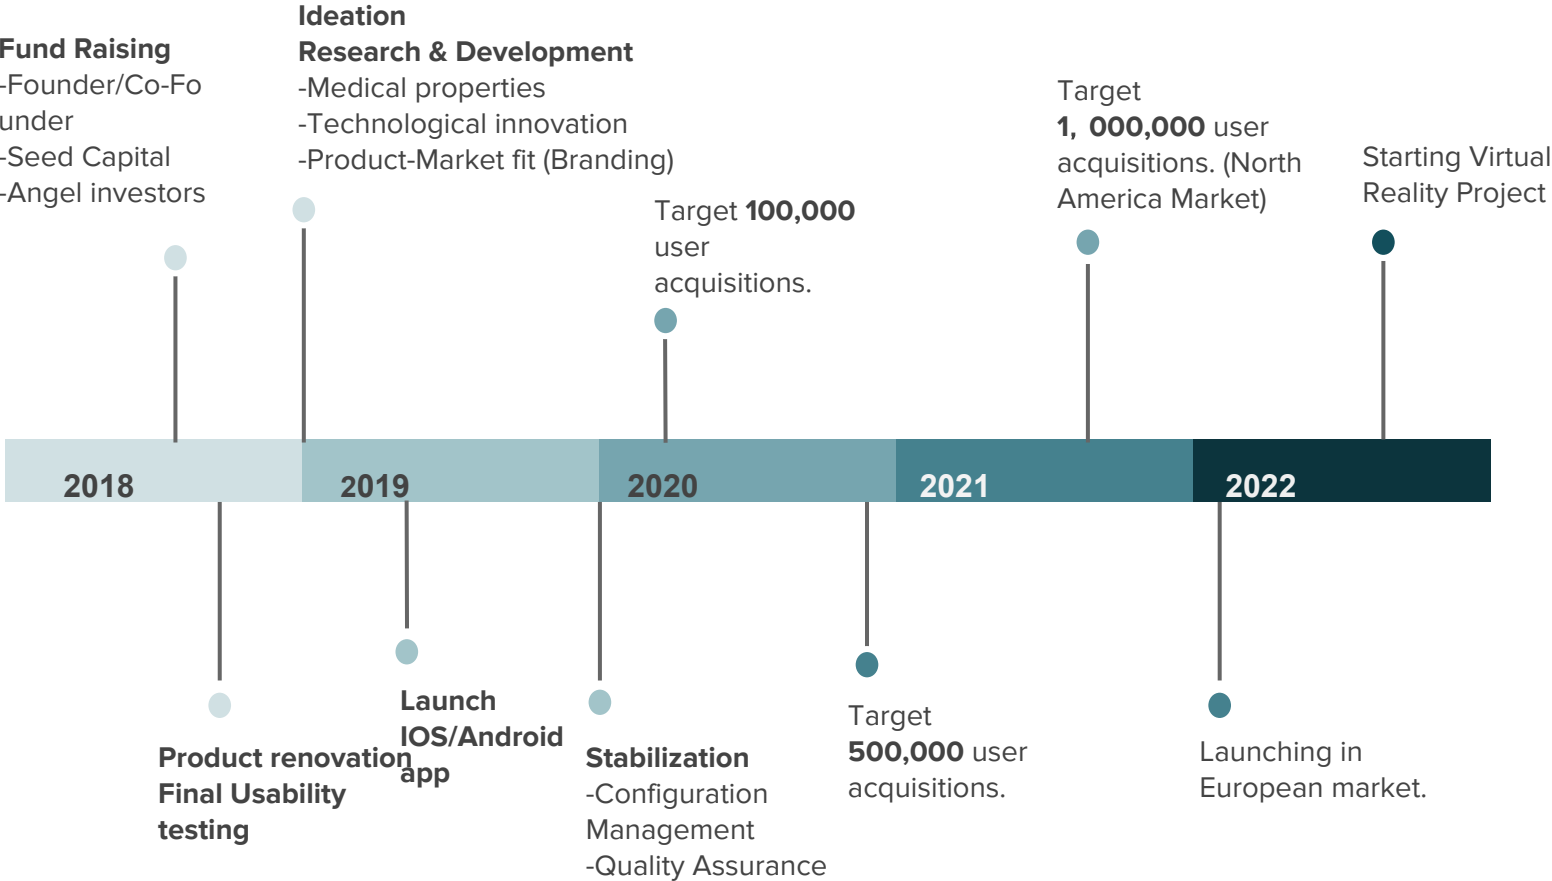 Fund Raising
-Founder/Co-Fo
under
-Seed Capital
-Angel investors
Ideation
Research & Development
-Medical properties
-Technological innovation
-Product-Market fit (Branding)
Target 100,000
user
acquisitions.
Target
1, 000,000 user
acquisitions. (North
America Market)
Starting Virtual
Reality Project
2018
2019
2020
2021
2022
Product renovation
Final Usability
testing
Launch
IOS/Android
app
Stabilization
-Configuration
Management
-Quality Assurance
Target
500,000 user
acquisitions.
Launching in
European market.